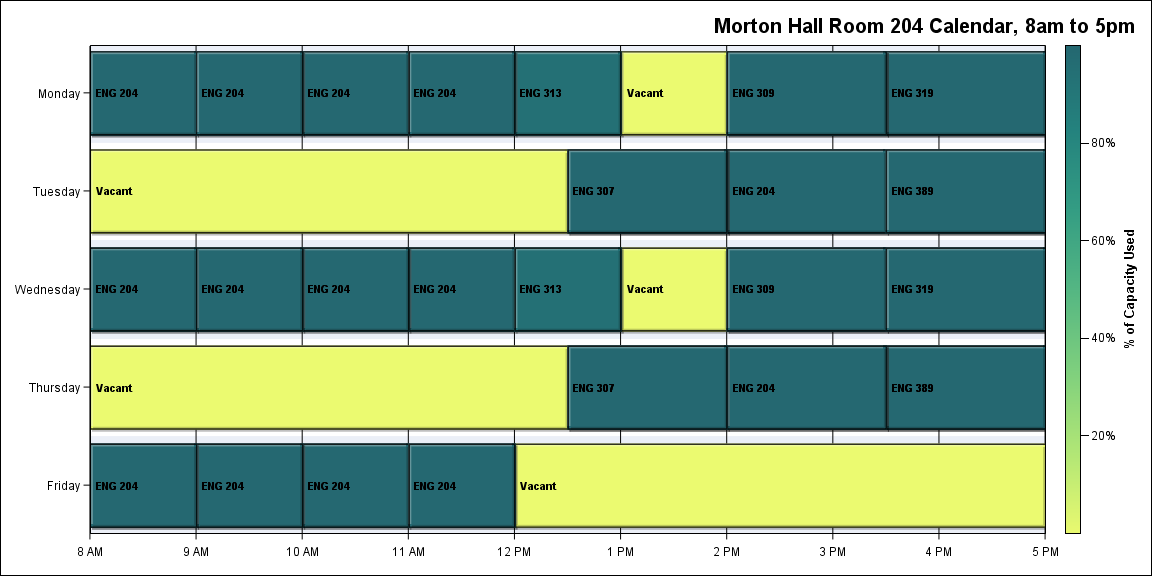 Morton Hall Room 204 Calendar, 8am to 5pm
Monday
ENG 204
ENG 204
ENG 204
ENG 204
ENG 313
Vacant
ENG 309
ENG 319
Tuesday
Vacant
ENG 307
ENG 204
ENG 389
Wednesday
ENG 204
ENG 204
ENG 204
ENG 204
ENG 313
Vacant
ENG 309
ENG 319
Thursday
Vacant
ENG 307
ENG 204
ENG 389
Friday
ENG 204
ENG 204
ENG 204
ENG 204
Vacant
8 AM
9 AM
10 AM
11 AM
12 PM
1 PM
2 PM
3 PM
4 PM
5 PM
80%
60%
40%
20%
% of Capacity Used